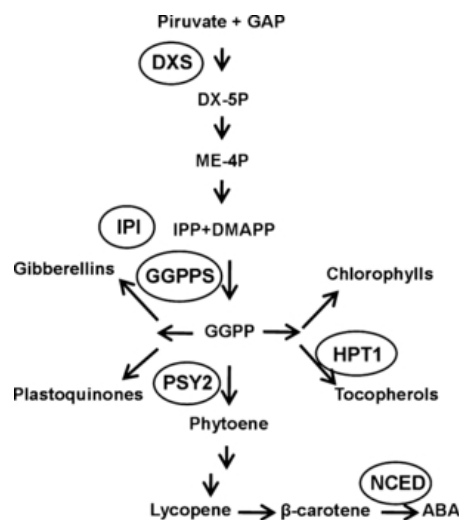 Piruvate + GAP
DXS
DX-5P
ME-4P
IPI
IPP+DMAPP
Gibberellins
GGPPS
Chlorophylls
GGPP
HPT1
Plastoquinones
PSY2
Tocopherols
Phytoene
NCED
Lycopene
β-carotene
ABA